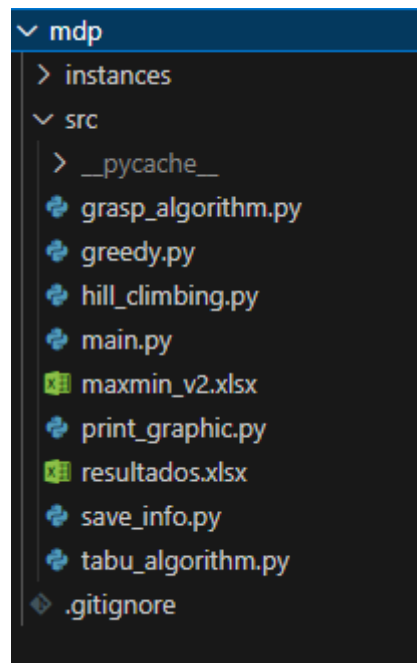 mdp
instances
src
__pycache__
grasp_algorithm.py
greedy.py
hill_climbing.py
main.py
maxmin_v2.xlsx
print_graphic.py
resultados.xlsx
save_info.py
tabu_algorithm.py
.gitignore